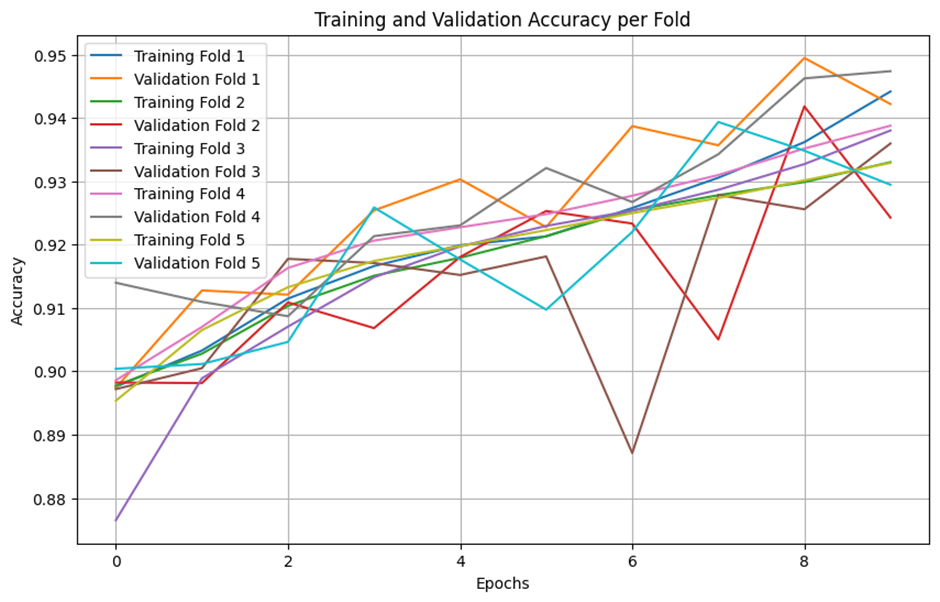 Training and Validation Accuracy per Fold
Training Fold 1
Validation Fold 1
Training Fold 2
Validation Fold 2
Training Fold 3
Validation Fold 3
Training Fold 4
Validation Fold 4
Training Fold 5
Validation Fold 5
Accuracy
0.95
0.94
0.93
0.92
0.91
0.90
0.89
0.88
0 2 4 6 8
Epochs